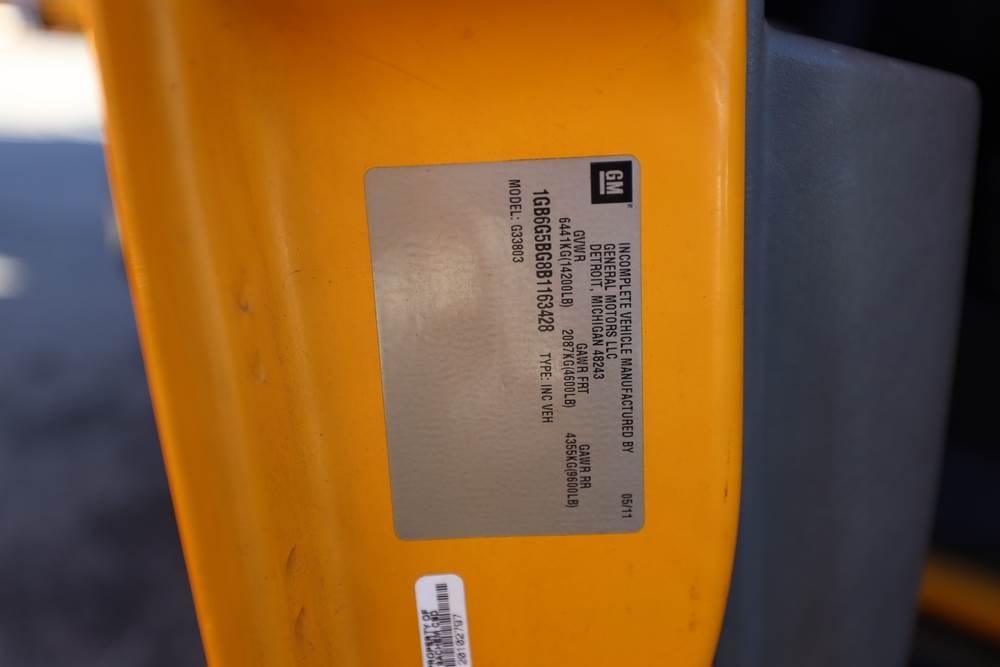 GM
INCOMPLETE VEHICLE MANUFACTURED BY
GENERAL MOTORS LLC 05/11
DETROIT, MICHIGAN 48243
GVWR GAWR FRT GAWR RR
6441KG(14200LB) 2087KG(4600LB) 4355KG(9600LB)
1GB6G5BG8B1163428 TYPE: INC VEH
MODEL: G33803